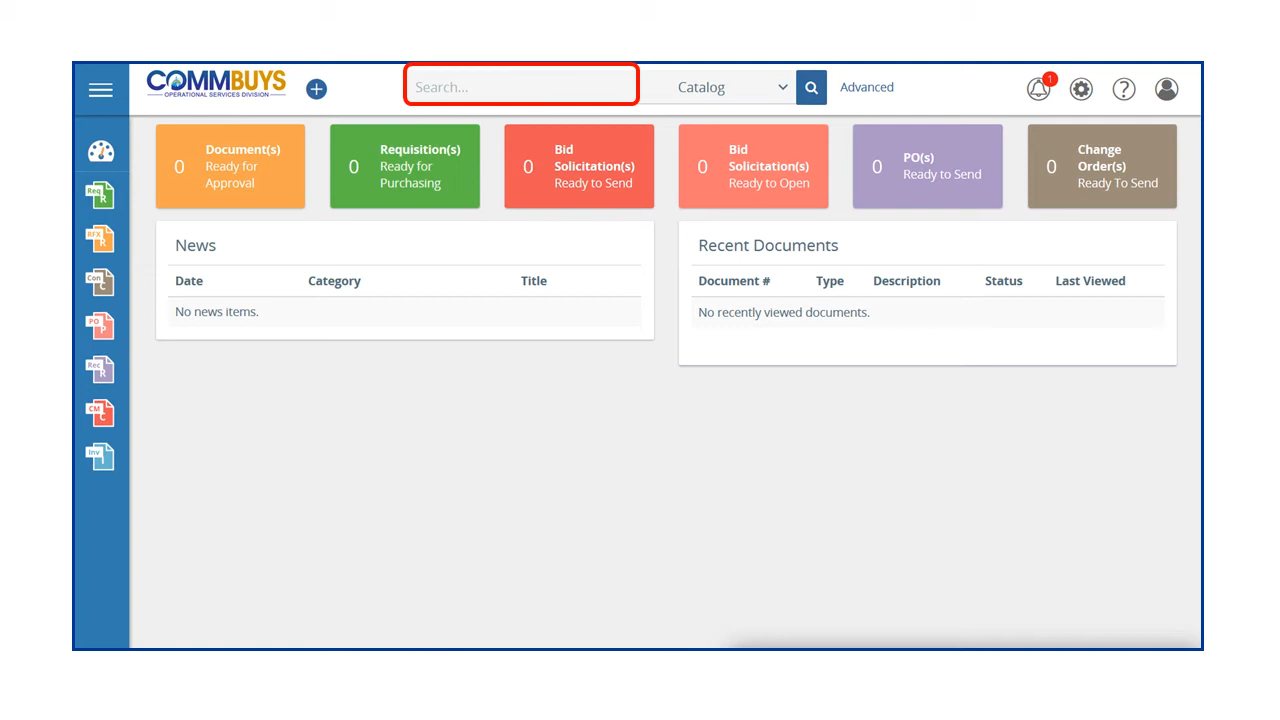 COMMBUYS
OPERATIONAL SERVICES DIVISION
Search...
Catalog
Advanced
1
?
0
Document(s)
Ready for
Approval
0
Requisition(s)
Ready for
Purchasing
0
Bid
Solicitation(s)
Ready to Send
0
Bid
Solicitation(s)
Ready to Open
0
PO(s)
Ready to Send
0
Change
Order(s)
Ready To Send
Req
R
RFX
R
Con
C
PO
P
Rec
R
CM
C
Inv
I
News
Date Category Title
No news items.
Recent Documents
Document # Type Description Status Last Viewed
No recently viewed documents.